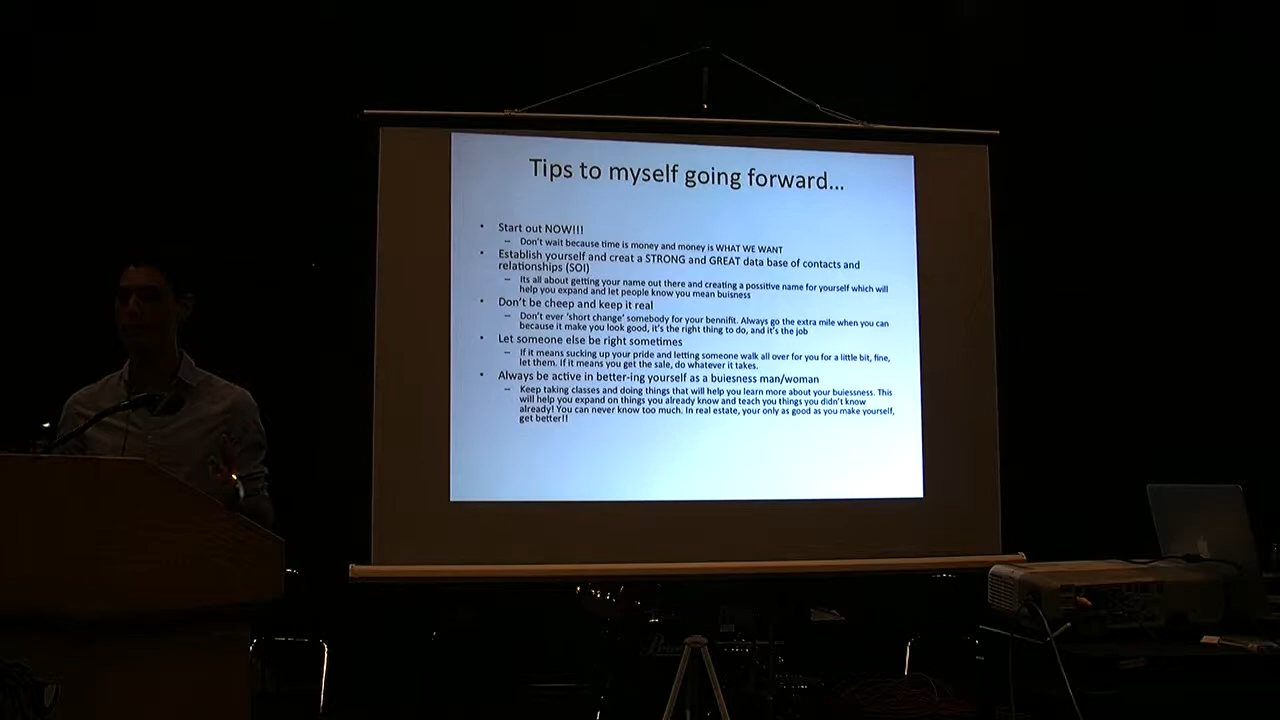 Tips to myself going forward...
• Start out NOW!!!
– Don't wait because time is money and money is WHAT WE WANT
• Establish yourself and creat a STRONG and GREAT data base of contacts and
relationships (SOI)
– Its all about getting your name out there and creating a possitive name for yourself which will
help you expand and let people know you mean buisness
• Don't be cheep and keep it real
– Don't ever 'short change' somebody for your bennifit. Always go the extra mile when you can
because it make you look good, it's the right thing to do, and it's the job
• Let someone else be right sometimes
– If it means sucking up your pride and letting someone walk all over for you for a little bit, fine,
let them. If it means you get the sale, do whatever it takes.
• Always be active in better-ing yourself as a buiesness man/woman
– Keep taking classes and doing things that will help you learn more about your buiessness. This
will help you expand on things you already know and teach you things you didn't know
already! You can never know too much. In real estate, your only as good as you make yourself,
get better!!